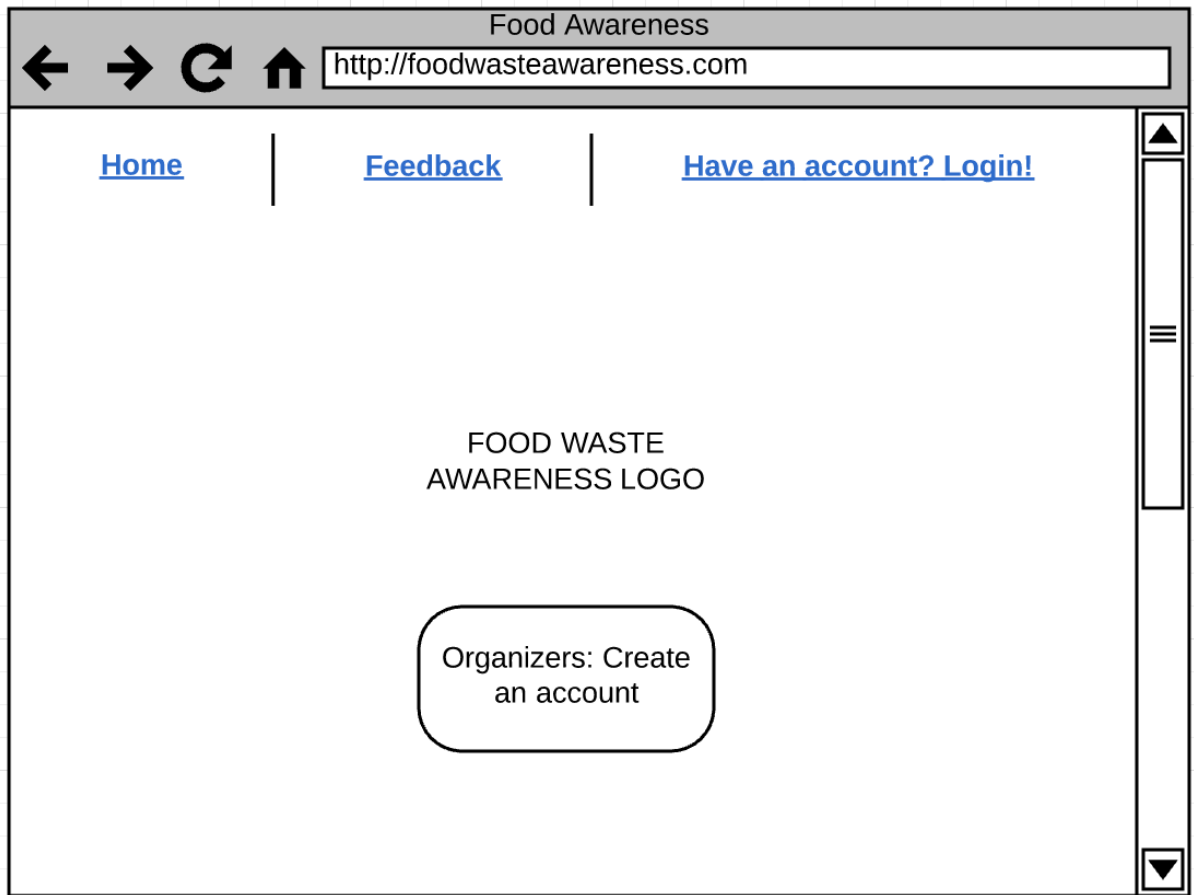 Food Awareness
http://foodwasteawareness.com
Home
Feedback
Have an account? Login!
FOOD WASTE
AWARENESS LOGO
Organizers: Create
an account